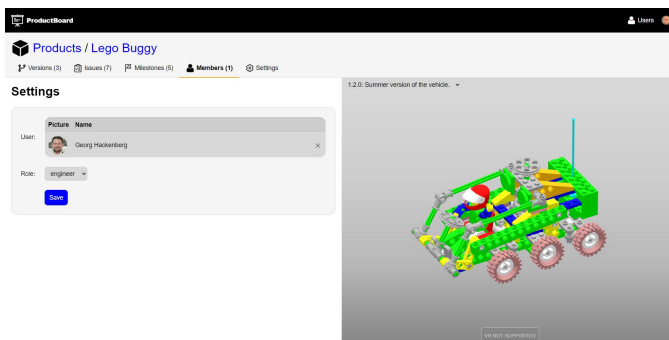 ProductBoard
Users
Products / Lego Buggy
Versions (3) Issues (7) Milestones (5) Members (1) Settings
Settings
1.2.0: Summer version of the vehicle.
Picture Name
User:
Georg Hackenberg
Role:
engineer
Save
VR NOT SUPPORTED